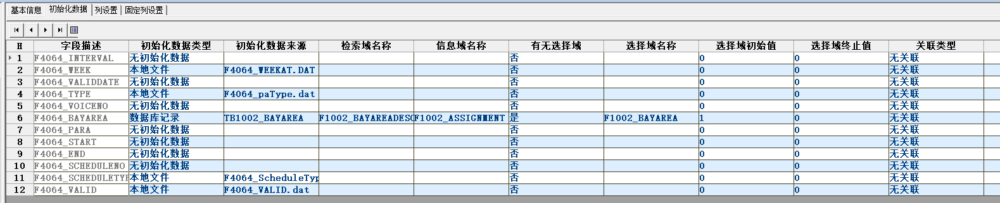 基本信息 初始化数据 列设置 固定列设置
H 字段描述 初始化数据类型 初始化数据来源 检索域名称 信息域名称 有无选择域 选择域名称 选择域初始值 选择域终止值 关联类型
1 F4064_INTERVAL 无初始化数据 否 0 0 无关联
2 F4064_WEEK 本地文件 F4064_WEEKAT.DAT 否 0 0 无关联
3 F4064_VALIDDATE 无初始化数据 否 0 0 无关联
4 F4064_TYPE 本地文件 F4064_paType.dat 否 0 0 无关联
5 F4064_VOICENO 无初始化数据 否 0 0 无关联
6 F4064_BAYAREA 数据库记录 TB1002_BAYAREA F1002_BAYAREADESC F1002_ASSIGNMENT 是 F1002_BAYAREA 1 0 无关联
7 F4064_PARA 无初始化数据 否 0 0 无关联
8 F4064_START 无初始化数据 否 0 0 无关联
9 F4064_END 无初始化数据 否 0 0 无关联
10 F4064_SCHEDULENO 无初始化数据 否 0 0 无关联
11 F4064_SCHEDULETYPE 本地文件 F4064_ScheduleTyp 否 0 0 无关联
12 F4064_VALID 本地文件 F4064_VALID.dat 否 0 0 无关联